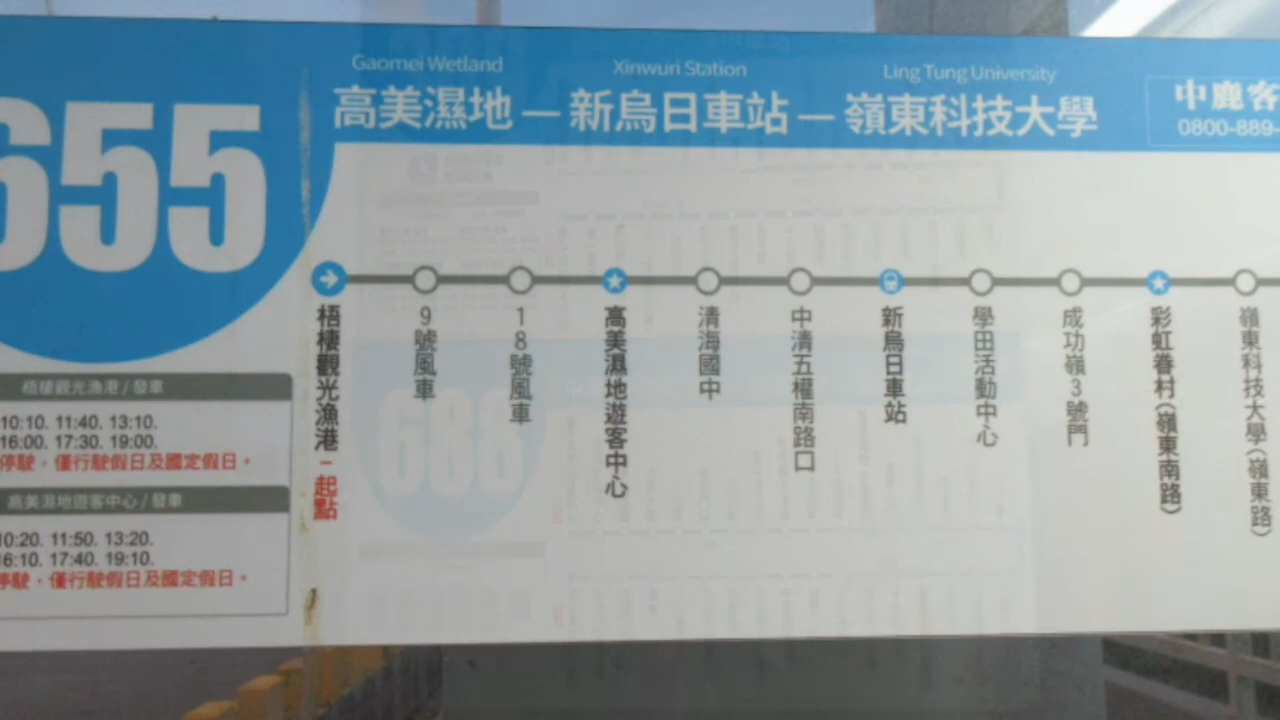 655
Gaomei Wetland
Xinwuri Station
Ling Tung University
高美濕地 — 新烏日車站 — 嶺東科技大學
中鹿客
0800-889-
梧棲觀光漁港-起點
9號風車
18號風車
高美濕地遊客中心
清海國中
中清五權南路口
新烏日車站
學田活動中心
成功嶺3號門
彩虹眷村(嶺東南路)
嶺東科技大學(嶺東路)
梧棲觀光漁港 / 發車
10:10. 11:40. 13:10.
16:00. 17:30. 19:00.
停駛，僅行駛假日及國定假日。
高美濕地遊客中心 / 發車
10:20. 11:50. 13:20.
16:10. 17:40. 19:10.
停駛，僅行駛假日及國定假日。
688